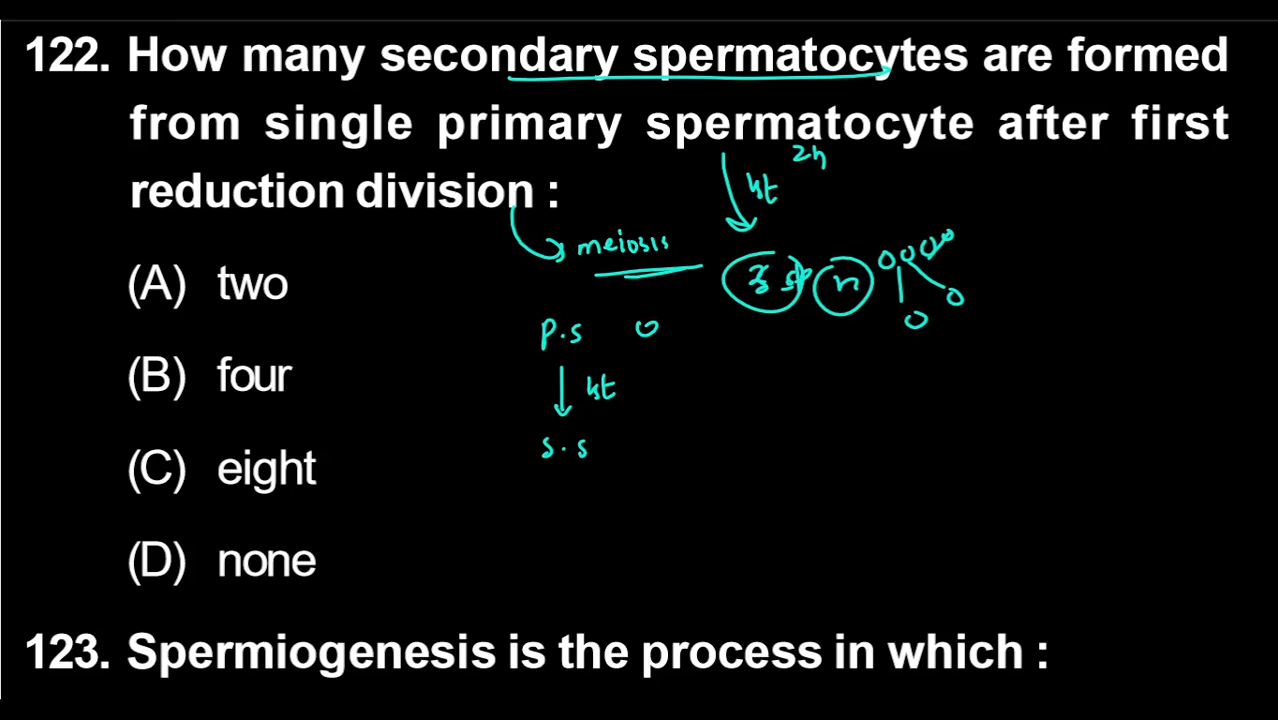 122. How many secondary spermatocytes are formed
from single primary spermatocyte after first
reduction division :
2n
meiosis
n
(A) two
P.S
(B) four
S.S
(C) eight
(D) none
123. Spermiogenesis is the process in which :